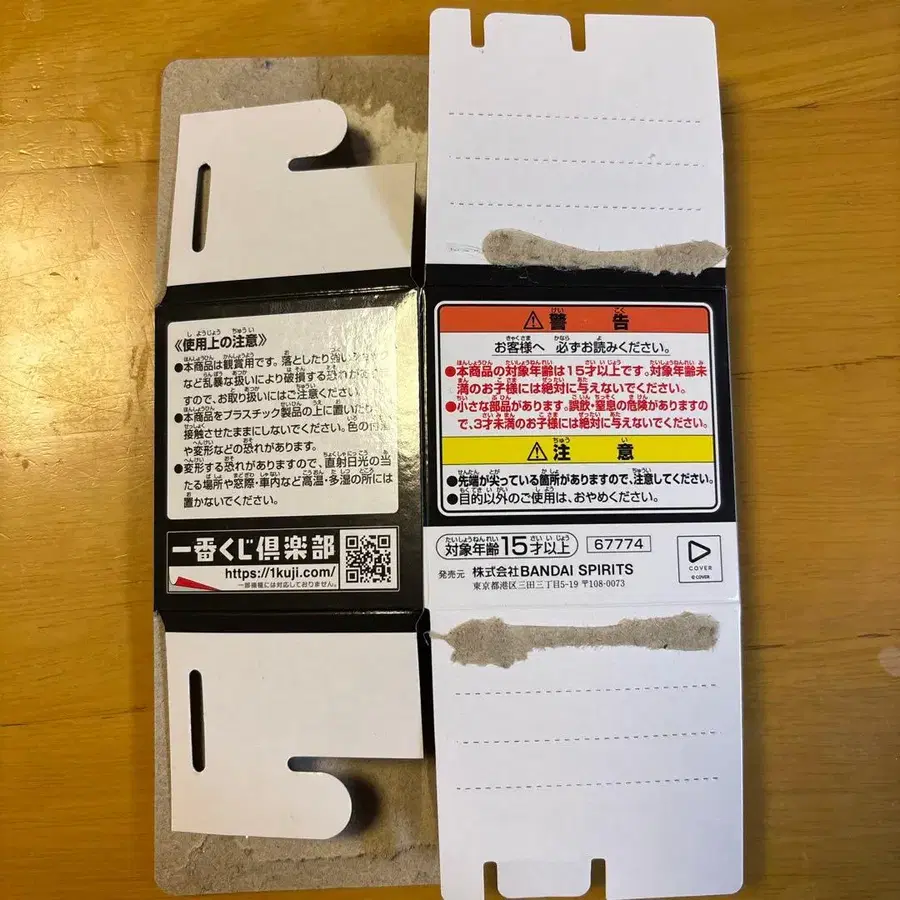 《使用上の注意》
●本商品は観賞用です。落としたり強い
など乱暴な扱いにより破損する恐れが
すので、お取り扱いにはご注意ください。
●本商品をプラスチック製品の上に置いたり、
接触させたままにしないでください。色の
や変形などの恐れがあります。
●変形する恐れがありますので、直射日光の当
たる場所や窓際・車内など高温・多湿の所には
置かないでください。
一番くじ倶楽部
https://1kuji.com/
一部機種には対応しておりません。
警告
お客様へ 必ずお読みください。
●本商品の対象年齢は15才以上です。対象年齢未
満のお子様には絶対に与えないでください。
●小さな部品があります。誤飲・窒息の危険がありますの
で、3才未満のお子様には絶対に与えないでください。
注意
●先端が尖っている箇所がありますので、注意してください。
●目的以外のご使用は、おやめください。
対象年齢15才以上
67774
発売元 株式会社BANDAI SPIRITS
東京都港区三田三丁目5-19 〒108-0073
COVER
© COVER